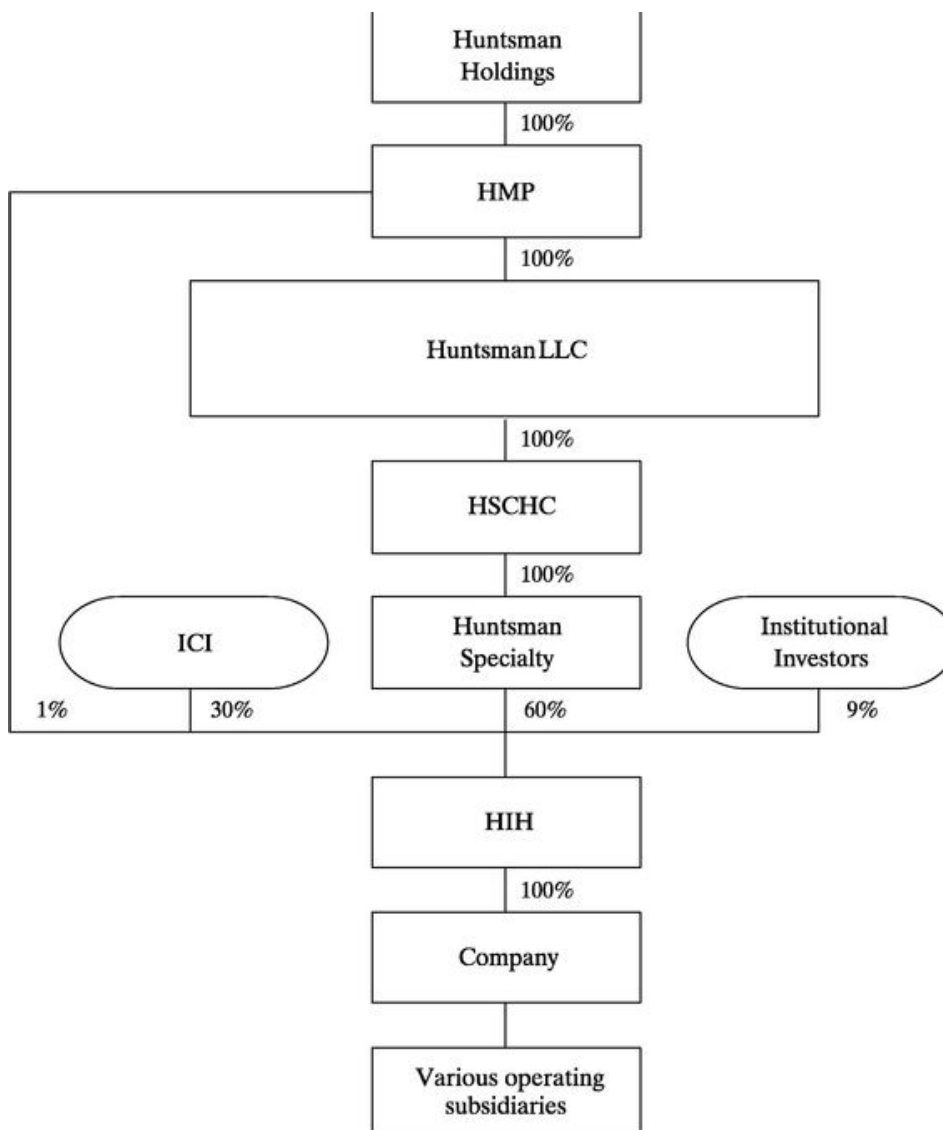 Huntsman
Holdings
100%
HMP
100%
Huntsman LLC
100%
HSCHC
100%
ICI
Huntsman
Specialty
Institutional
Investors
1%
30%
60%
9%
HIH
100%
Company
Various operating
subsidiaries